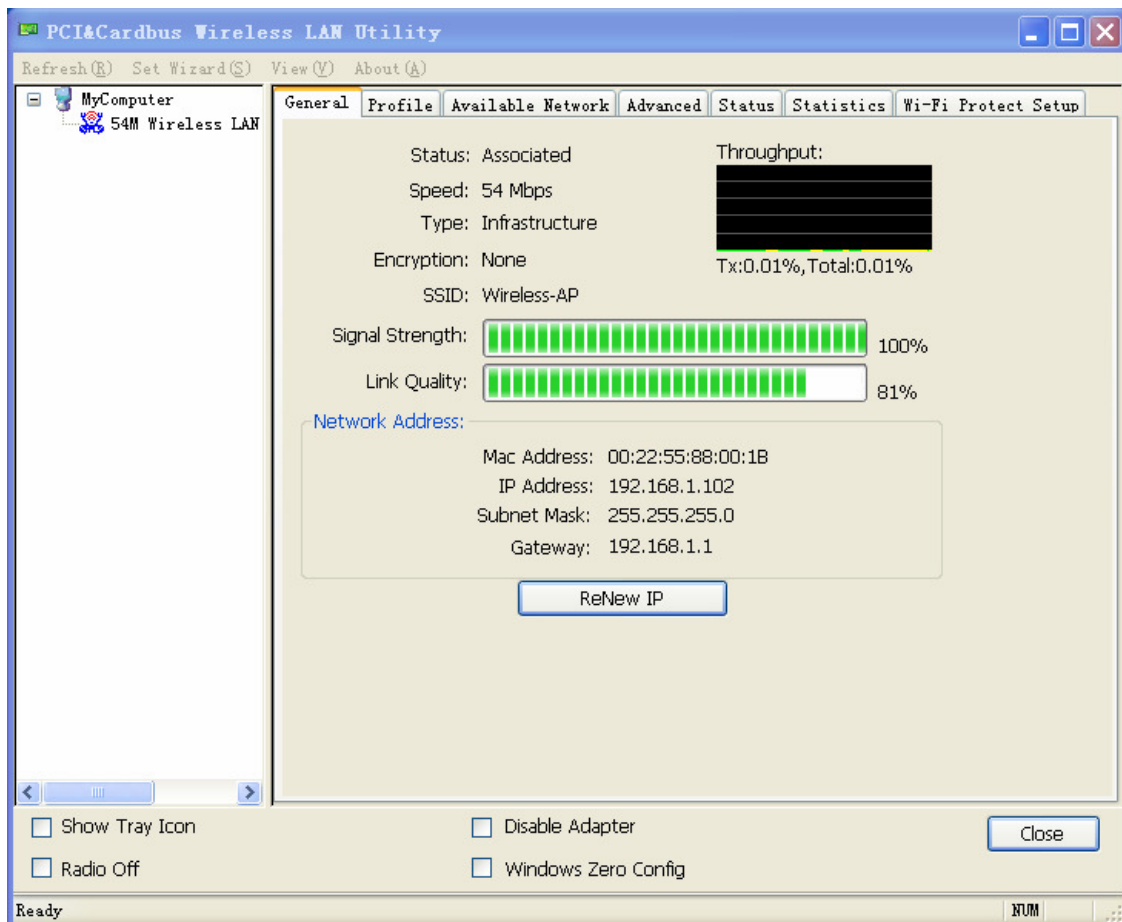 PCI&Cardbus Wireless LAN Utility
Refresh(R) Set Wizard(S) View(V) About(A)
MyComputer
54M Wireless LAN
General Profile Available Network Advanced Status Statistics Wi-Fi Protect Setup
Status: Associated
Speed: 54 Mbps
Type: Infrastructure
Encryption: None
SSID: Wireless-AP
Throughput:
Tx:0.01%,Total:0.01%
Signal Strength: 100%
Link Quality: 81%
Network Address:
Mac Address: 00:22:55:88:00:1B
IP Address: 192.168.1.102
Subnet Mask: 255.255.255.0
Gateway: 192.168.1.1
ReNew IP
Show Tray Icon
Disable Adapter
Radio Off
Windows Zero Config
Close
Ready
NUM